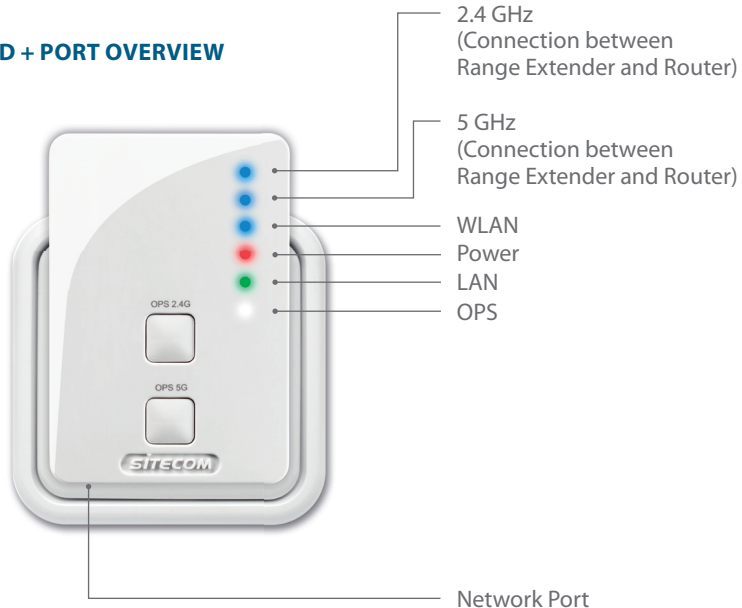 D + PORT OVERVIEW
2.4 GHz
(Connection between
Range Extender and Router)
5 GHz
(Connection between
Range Extender and Router)
WLAN
Power
LAN
OPS
OPS 2.4G
OPS 5G
SITECOM
Network Port